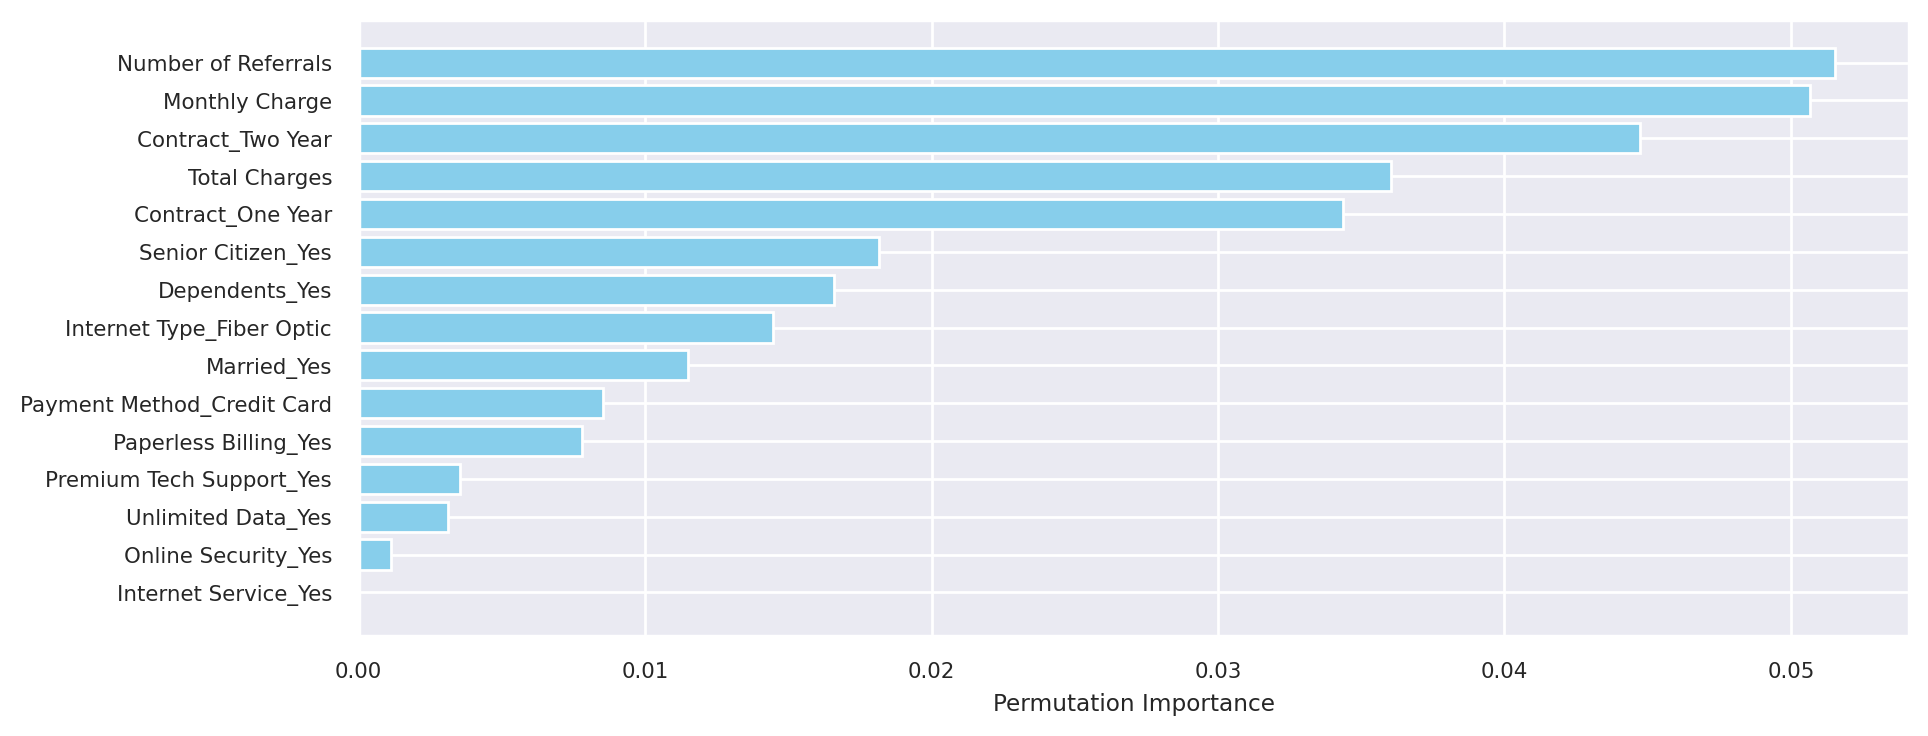 Number of Referrals
Monthly Charge
Contract_Two Year
Total Charges
Contract_One Year
Senior Citizen_Yes
Dependents_Yes
Internet Type_Fiber Optic
Married_Yes
Payment Method_Credit Card
Paperless Billing_Yes
Premium Tech Support_Yes
Unlimited Data_Yes
Online Security_Yes
Internet Service_Yes
0.00 0.01 0.02 0.03 0.04 0.05
Permutation Importance